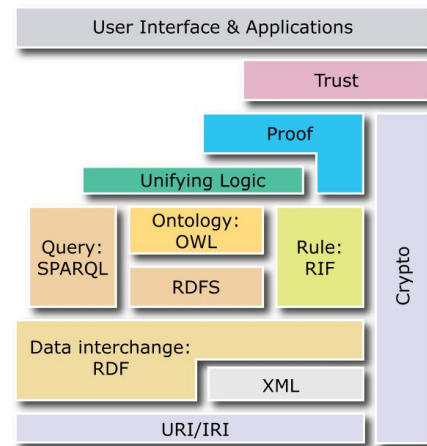 User Interface & Applications
Trust
Proof
Unifying Logic
Query:
SPARQL
Ontology:
OWL
RDFS
Rule:
RIF
Crypto
Data interchange:
RDF
XML
URI/IRI